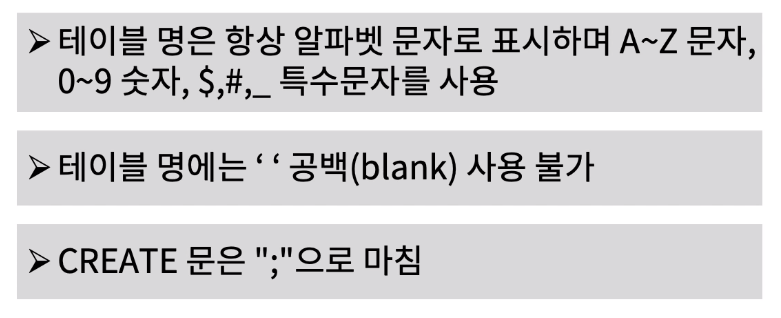 ➢ 테이블 명은 항상 알파벳 문자로 표시하며 A~Z 문자,
0~9 숫자, $,#,_ 특수문자를 사용
➢ 테이블 명에는 ‘ ‘ 공백(blank) 사용 불가
➢ CREATE 문은 ";"으로 마침